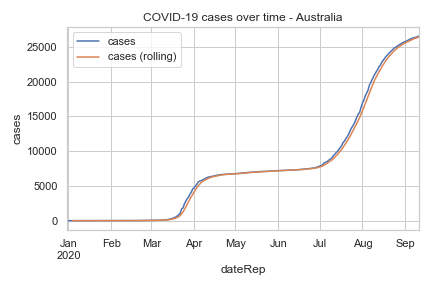 COVID-19 cases over time - Australia
cases
cases (rolling)
25000
20000
15000
10000
5000
0
cases
Jan Feb Mar Apr May Jun Jul Aug Sep
2020
dateRep